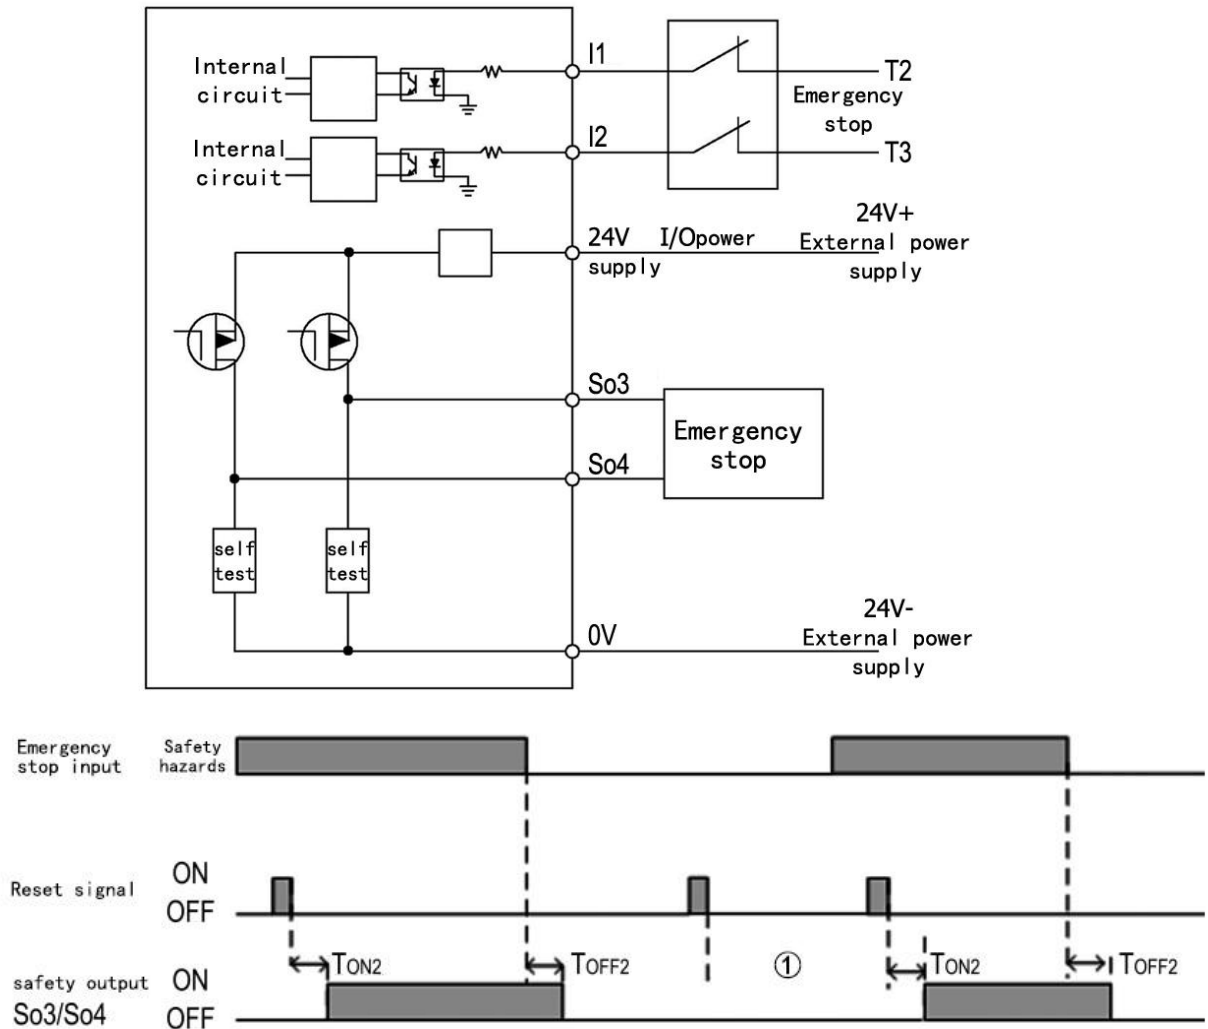 I1
Internal
circuit
T2
Emergency
stop
I2
Internal
circuit
T3
24V+
24V I/Opower External power
supply supply
So3
Emergency
stop
So4
self
test
self
test
24V-
0V External power
supply
Emergency
stop input
Safety
hazards
Reset signal
ON
OFF
TON2 TOFF2 ① TON2 TOFF2
safety output
So3/So4
ON
OFF